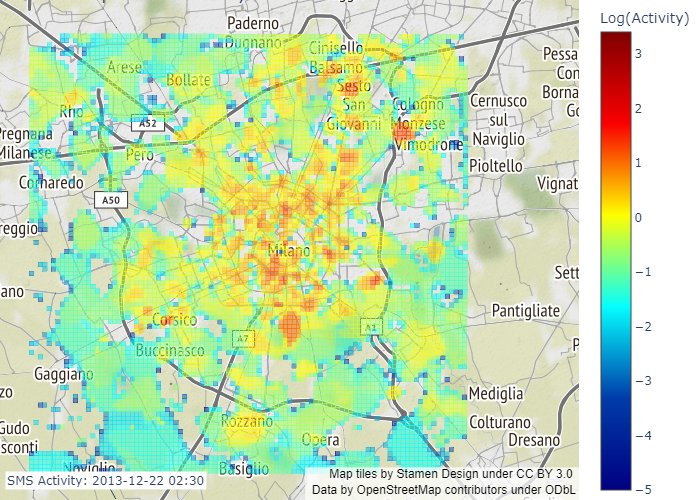 Log(Activity)
3
2
1
0
−1
−2
−3
−4
−5
Paderno
Dugnano
Cinisello
Balsamo
Sesto
San
Giovanni
Arese
Bollate
Rho
A52
Pero
Pregnana
Milanese
Cornaredo
A50
Cologno
Monzese
Vimodrone
Cernusco
sul
Naviglio
Pioltello
Pessa
Con
Borna
Go
Vignat
reggio
Milano
Sett
ano
Corsico
A7
A1
Buccinasco
Pantigliate
P
Gaggiano
zo
Mediglia
Colturano
Dresano
Gudo
sconti
Rozzano
Opera
Noviglio
Basiglio
SMS Activity: 2013-12-22 02:30
Map tiles by Stamen Design under CC BY 3.0
Data by OpenStreetMap contributors under ODbL